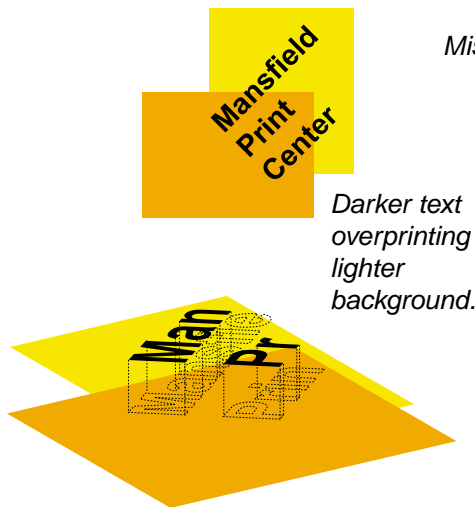 Mis
Mansfield
Print
Center
Darker text
overprinting
lighter
background.
Man
Pr